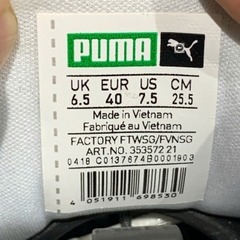 PUMA
UK EUR US CM
6.5 40 7.5 25.5
Made in Vietnam
Fabriqué au Vietnam
FACTORY FTWSG/FVNSG
ART.NO. 353572 21
0418 C0137674B0001903
4 051911 698530